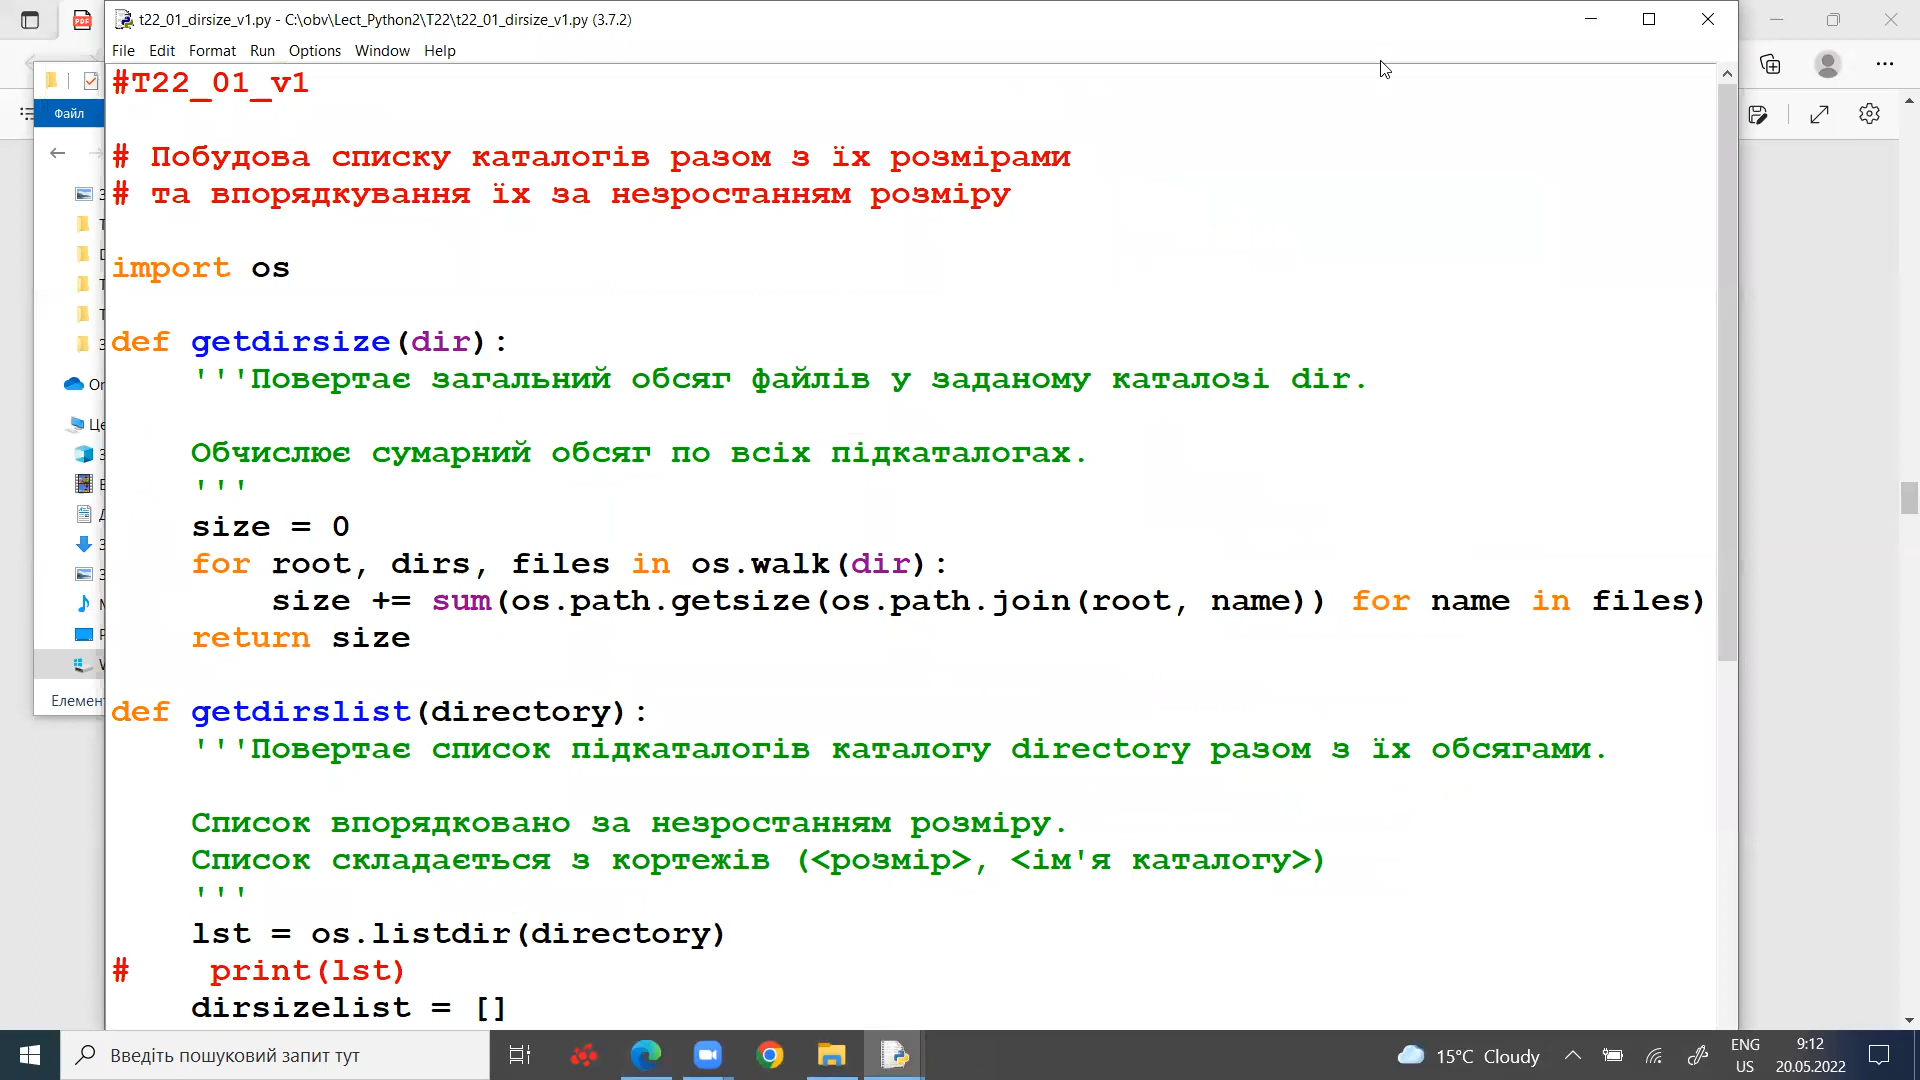 t22_01_dirsize_v1.py - C:\obv\Lect_Python2\T22\t22_01_dirsize_v1.py (3.7.2)
File Edit Format Run Options Window Help
Файл
Елемент
#T22_01_v1
# Побудова списку каталогів разом з їх розмірами
# та впорядкування їх за незростанням розміру
import os
def getdirsize(dir):
'''Повертає загальний обсяг файлів у заданому каталозі dir.
Обчислює сумарний обсяг по всіх підкаталогах.
'''
size = 0
for root, dirs, files in os.walk(dir):
size += sum(os.path.getsize(os.path.join(root, name)) for name in files)
return size
def getdirslist(directory):
'''Повертає список підкаталогів каталогу directory разом з їх обсягами.
Список впорядковано за незростанням розміру.
Список складається з кортежів (<розмір>, <ім'я каталогу>)
'''
lst = os.listdir(directory)
# print(lst)
dirsizelist = []
Введіть пошуковий запит тут
15°C Cloudy
ENG
US
9:12
20.05.2022